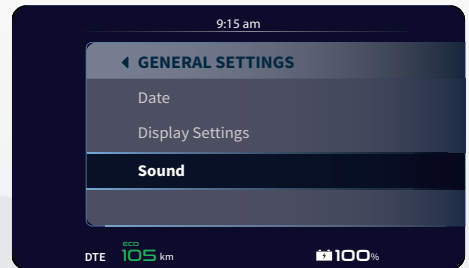 9:15 am
GENERAL SETTINGS
Date
Display Settings
Sound
DTE ECO 105 km 100%